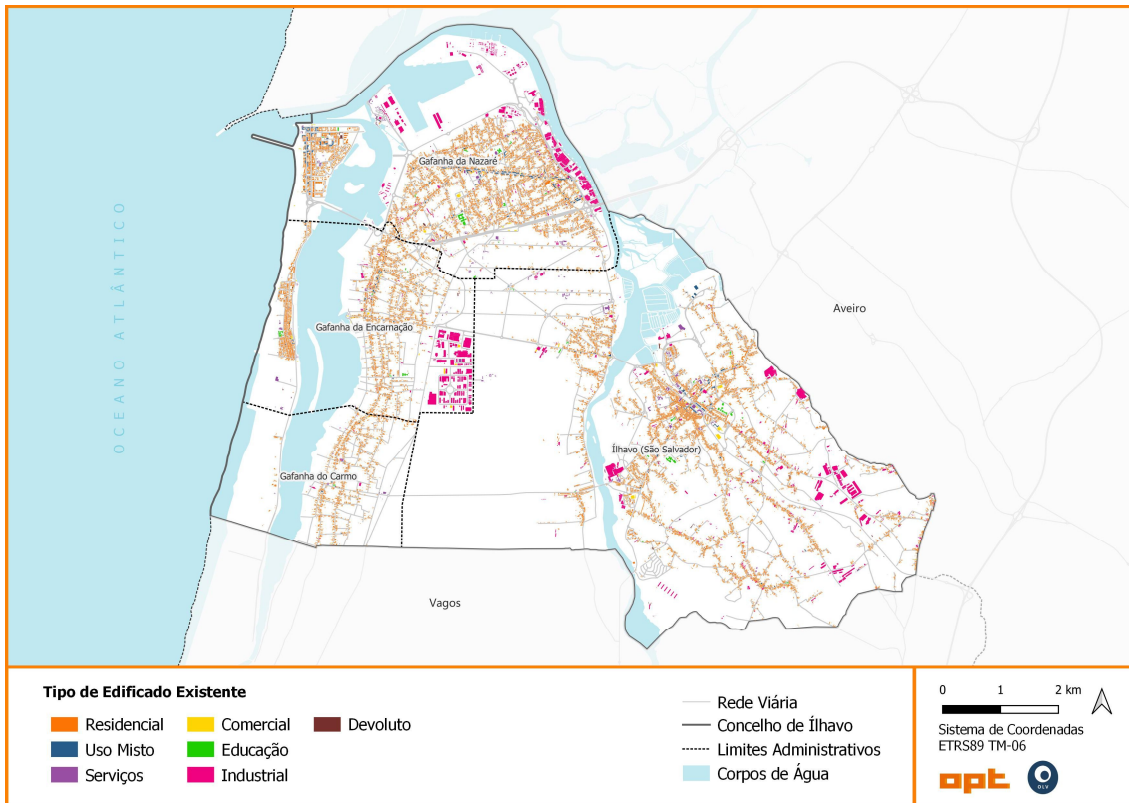 Gafanha da Nazaré
OCEANO ATLÂNTICO
Aveiro
Gafanha da Encarnação
Ílhavo (São Salvador)
Gafanha do Carmo
Vagos
Tipo de Edificado Existente
Residencial
Comercial
Devoluto
Uso Misto
Educação
Serviços
Industrial
Rede Viária
Concelho de Ílhavo
Limites Administrativos
Corpos de Água
0 1 2 km
Sistema de Coordenadas
ETRS89 TM-06
opt
OLV